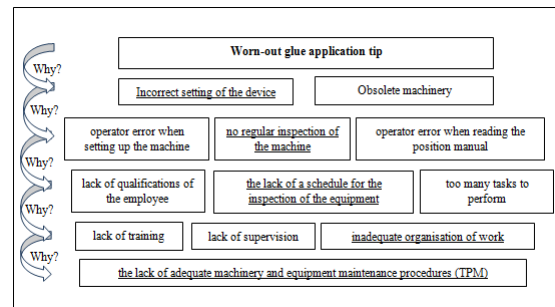 Worn-out glue application tip
Why?
Incorrect setting of the device
Obsolete machinery
Why?
operator error when
setting up the machine
no regular inspection of
the machine
operator error when reading the
position manual
Why?
lack of qualifications of
the employee
the lack of a schedule for the
inspection of the equipment
too many tasks to
perform
Why?
lack of training
lack of supervision
inadequate organisation of work
Why?
the lack of adequate machinery and equipment maintenance procedures (TPM)